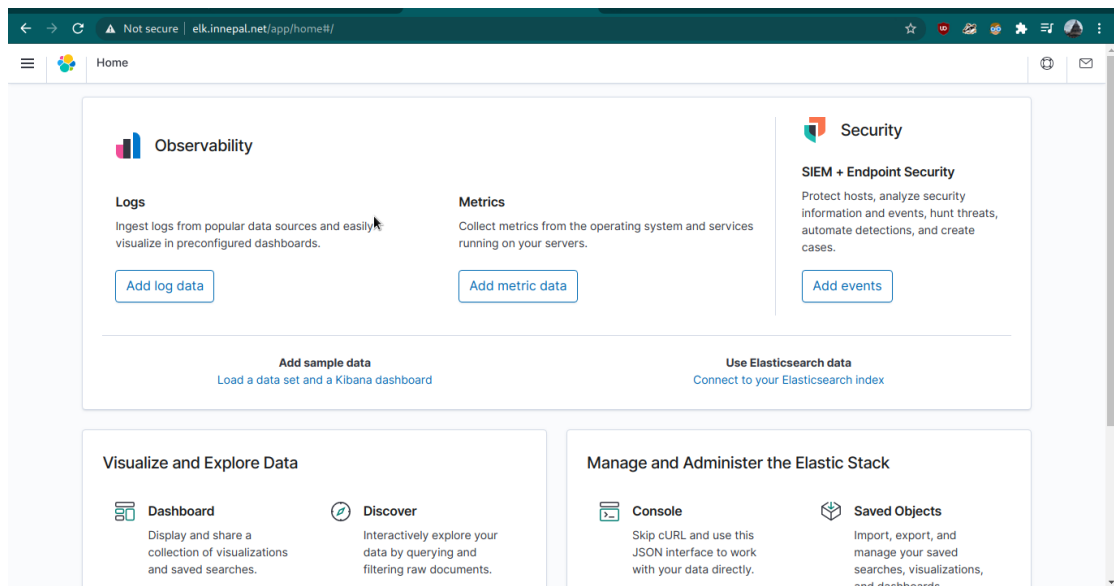 Not secure elk.innepal.net/app/home#/
Home
Observability
Logs
Ingest logs from popular data sources and easily
visualize in preconfigured dashboards.
Add log data
Metrics
Collect metrics from the operating system and services
running on your servers.
Add metric data
Security
SIEM + Endpoint Security
Protect hosts, analyze security
information and events, hunt threats,
automate detections, and create
cases.
Add events
Add sample data
Load a data set and a Kibana dashboard
Use Elasticsearch data
Connect to your Elasticsearch index
Visualize and Explore Data
Dashboard
Display and share a
collection of visualizations
and saved searches.
Discover
Interactively explore your
data by querying and
filtering raw documents.
Manage and Administer the Elastic Stack
Console
Skip cURL and use this
JSON interface to work
with your data directly.
Saved Objects
Import, export, and
manage your saved
searches, visualizations,
and dashboards.